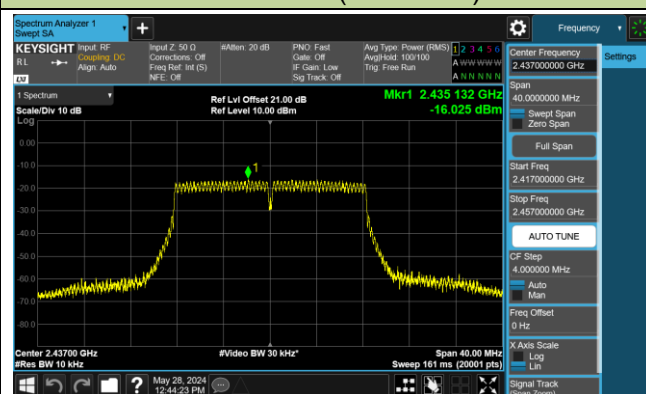 Spectrum Analyzer 1
Swept SA
Frequency
KEYSIGHT
RL
Input: RF
Coupling: DC
Align: Auto
Input Z: 50 Ω
Corrections: Off
Freq Ref: Int (S)
NFE: Off
#Atten: 20 dB
PNO: Fast
Gate: Off
IF Gain: Low
Sig Track: Off
Avg Type: Power (RMS)
Avg|Hold: 100/100
Trig: Free Run
1 2 3 4 5 6
A W W W W W
A N N N N N
LXI
1 Spectrum
Scale/Div 10 dB
Log
Ref Lvl Offset 21.00 dB
Ref Level 10.00 dBm
Mkr1 2.435 132 GHz
-16.025 dBm
1
0.00
-10.0
-20.0
-30.0
-40.0
-50.0
-60.0
-70.0
-80.0
Center 2.43700 GHz
#Res BW 10 kHz
#Video BW 30 kHz*
Span 40.00 MHz
Sweep 161 ms (20001 pts)
May 28, 2024
12:44:23 PM
Settings
Center Frequency
2.437000000 GHz
Span
40.0000000 MHz
Swept Span
Zero Span
Full Span
Start Freq
2.417000000 GHz
Stop Freq
2.457000000 GHz
AUTO TUNE
CF Step
4.000000 MHz
Auto
Man
Freq Offset
0 Hz
X Axis Scale
Log
Lin
Signal Track
(Span Zoom)